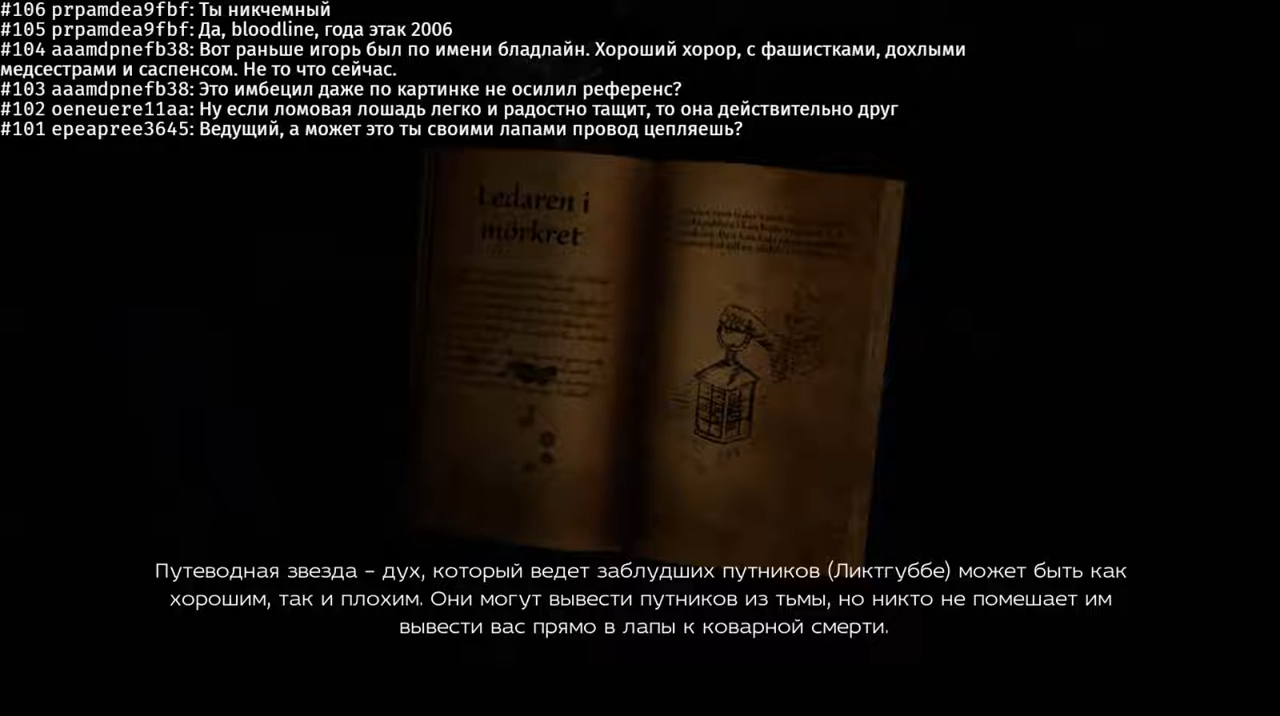 #106 prpamdea9fbf: Ты никчемный
#105 prpamdea9fbf: Да, bloodline, года этак 2006
#104 aaamdpnefb38: Вот раньше игорь был по имени бладлайн. Хороший хорор, с фашистками, дохлыми
медсестрами и саспенсом. Не то что сейчас.
#103 aaamdpnefb38: Это имбецил даже по картинке не осилил референс?
#102 oeneuere11aa: Ну если ломовая лошадь легко и радостно тащит, то она действительно друг
#101 epeapree3645: Ведущий, а может это ты своими лапами провод цепляешь?
Ledaren i
mörkret
Путеводная звезда – дух, который ведет заблудших путников (Ликтгуббе) может быть как
хорошим, так и плохим. Они могут вывести путников из тьмы, но никто не помешает им
вывести вас прямо в лапы к коварной смерти.